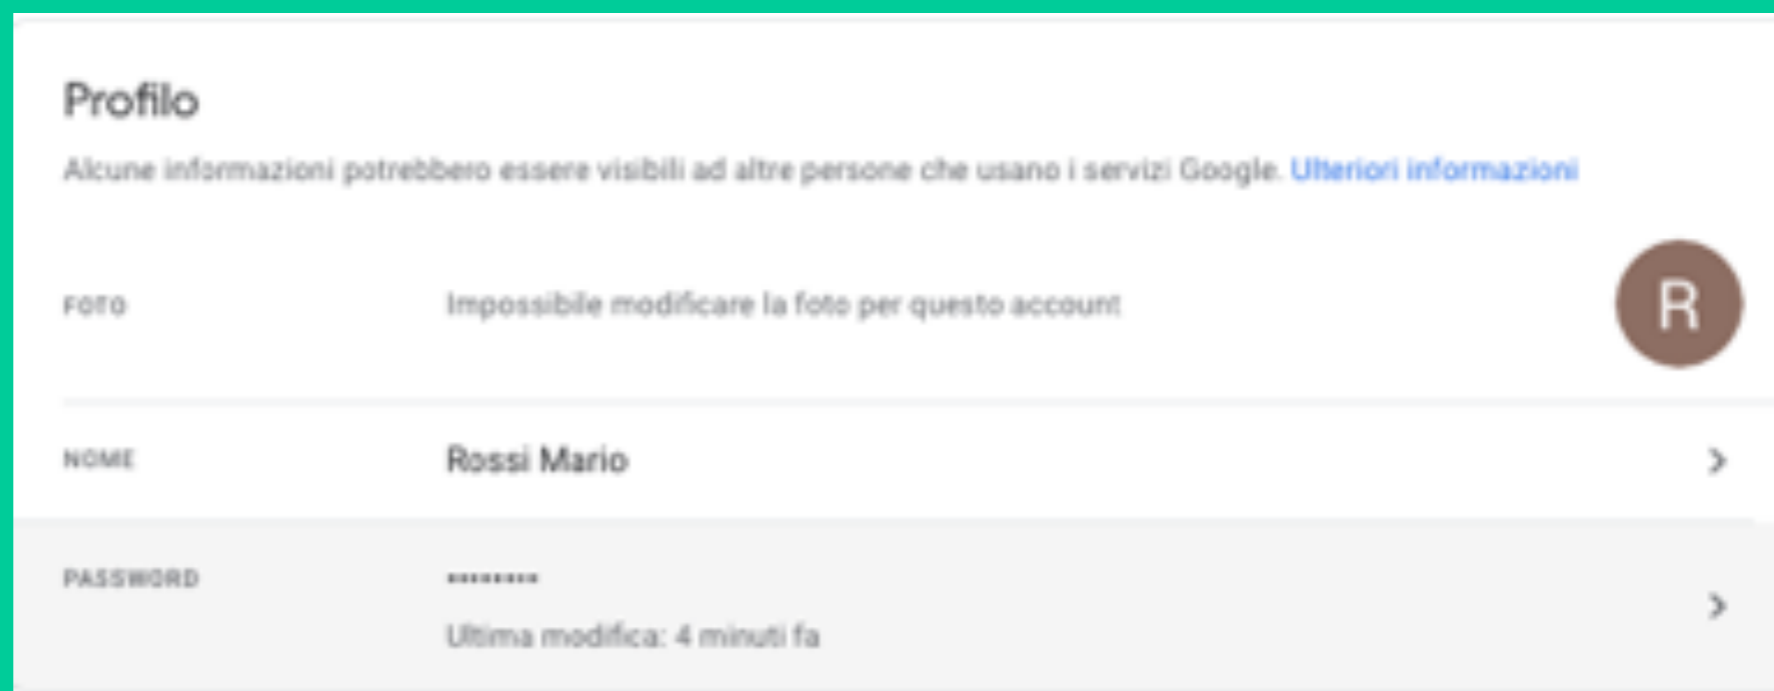 Profilo
Alcune informazioni potrebbero essere visibili ad altre persone che usano i servizi Google. Ulteriori informazioni
FOTO Impossibile modificare la foto per questo account R
NOME Rossi Mario
PASSWORD ••••••••
Ultima modifica: 4 minuti fa